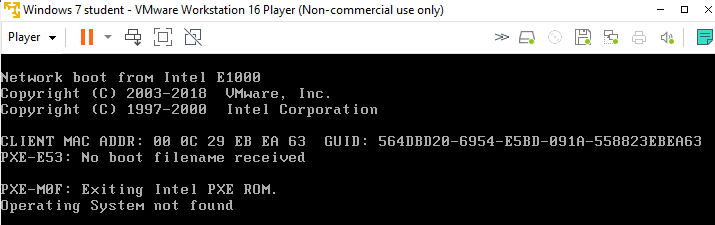 Windows 7 student - VMware Workstation 16 Player (Non-commercial use only)
Player
Network boot from Intel E1000
Copyright (C) 2003-2018  VMware, Inc.
Copyright (C) 1997-2000  Intel Corporation
CLIENT MAC ADDR: 00 0C 29 EB EA 63  GUID: 564DBD20-6954-E5BD-091A-558823EBEA63
PXE-E53: No boot filename received
PXE-M0F: Exiting Intel PXE ROM.
Operating System not found